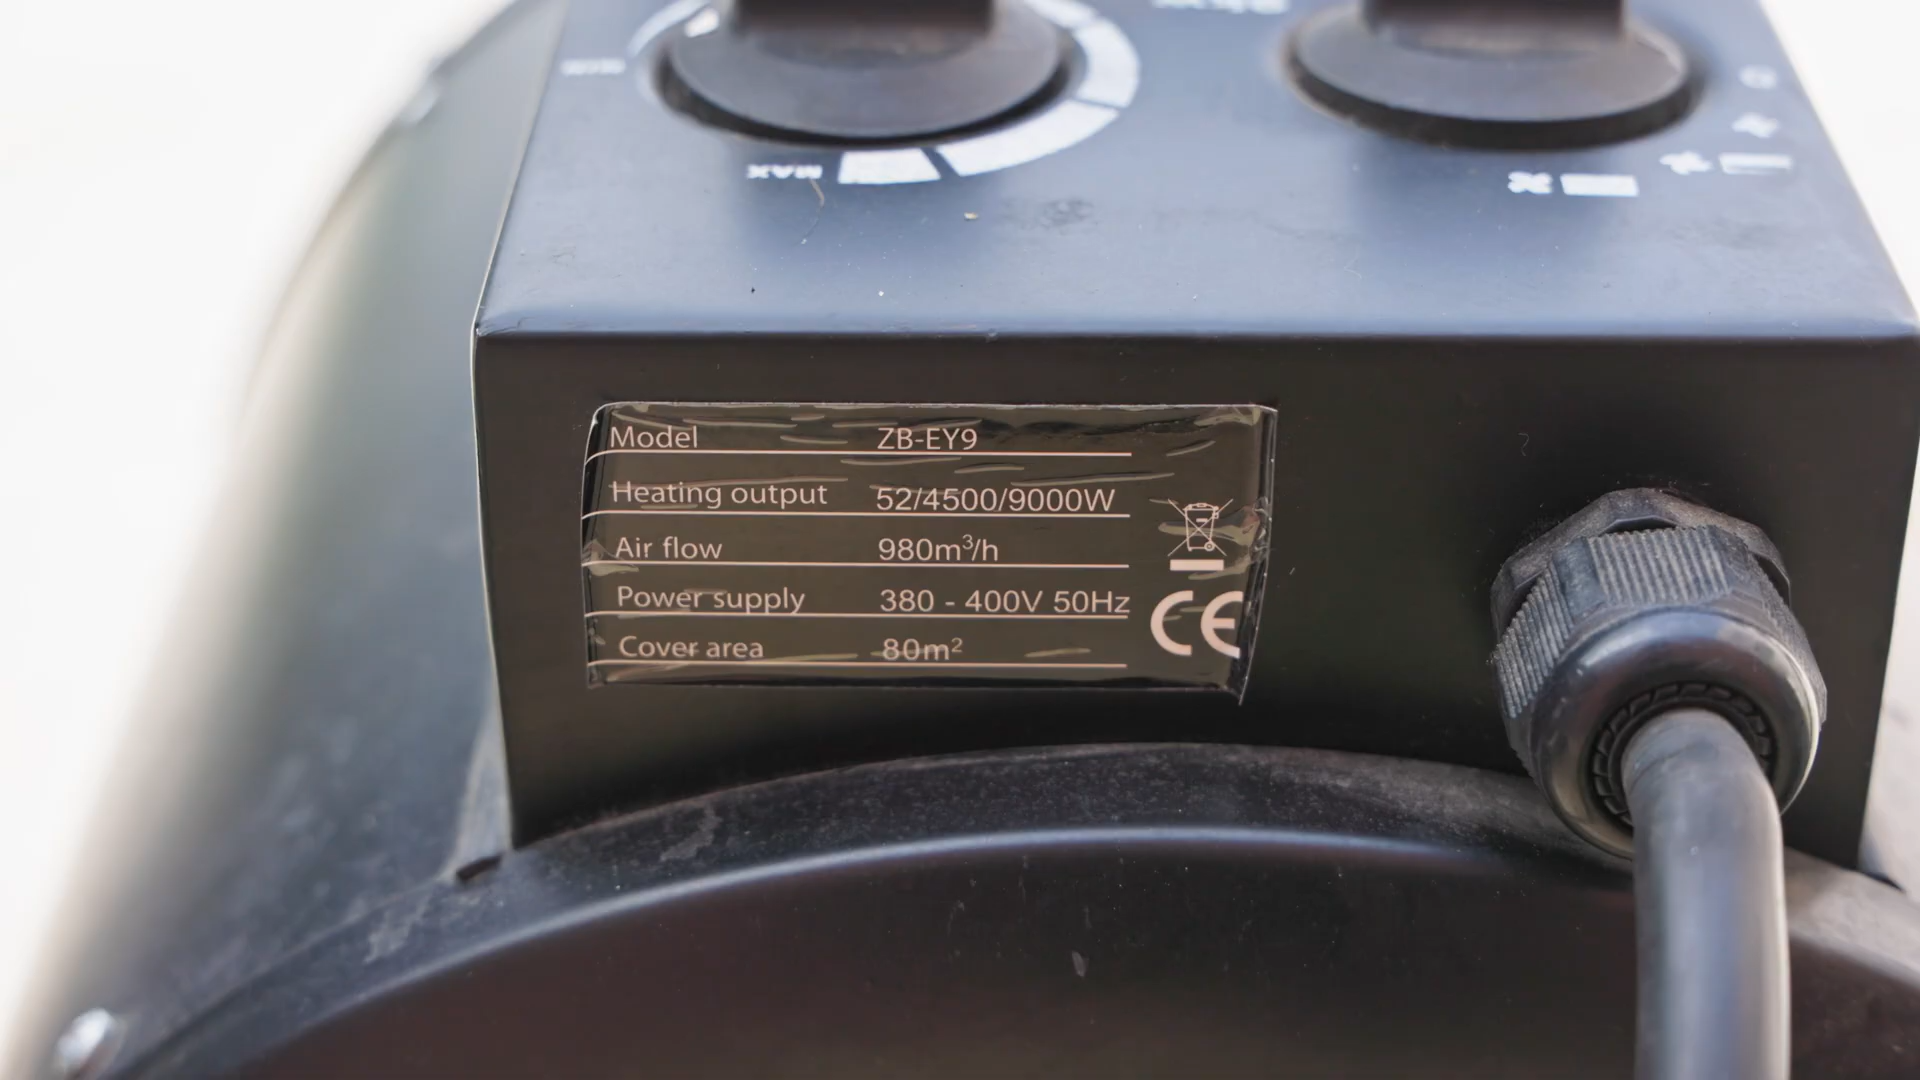 MIN
MAX
Model ZB-EY9
Heating output 52/4500/9000W
Air flow 980m³/h
Power supply 380 - 400V 50Hz
Cover area 80m²
CE